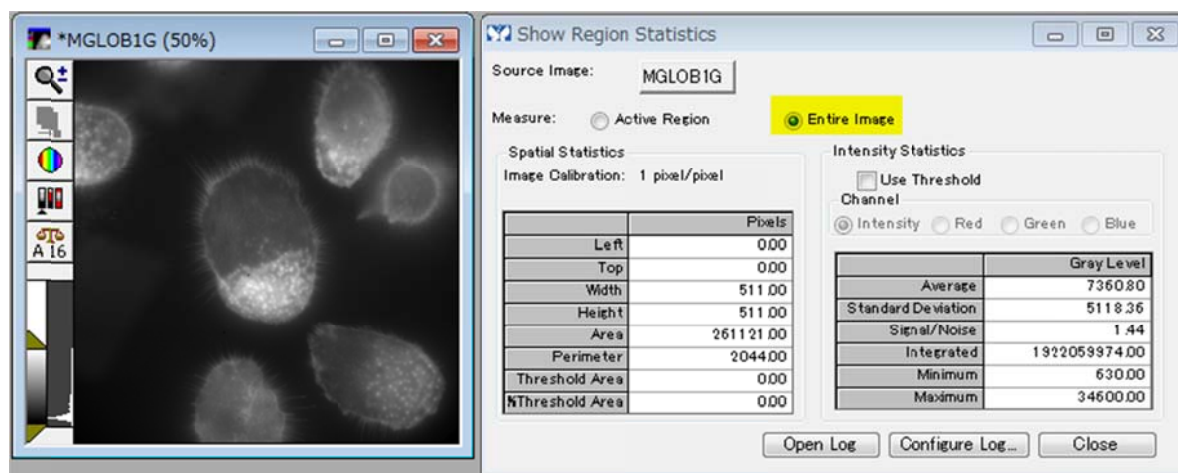 *MGLOB1G (50%)
A 16
Show Region Statistics
Source Image: MGLOB1G
Measure: Active Region Entire Image
Spatial Statistics
Image Calibration: 1 pixel/pixel
Pixels
Left 0.00
Top 0.00
Width 511.00
Height 511.00
Area 261121.00
Perimeter 2044.00
Threshold Area 0.00
%Threshold Area 0.00
Intensity Statistics
Use Threshold
Channel
Intensity Red Green Blue
Gray Level
Average 7360.80
Standard Deviation 5118.36
Signal/Noise 1.44
Integrated 1922059974.00
Minimum 630.00
Maximum 34600.00
Open Log Configure Log... Close